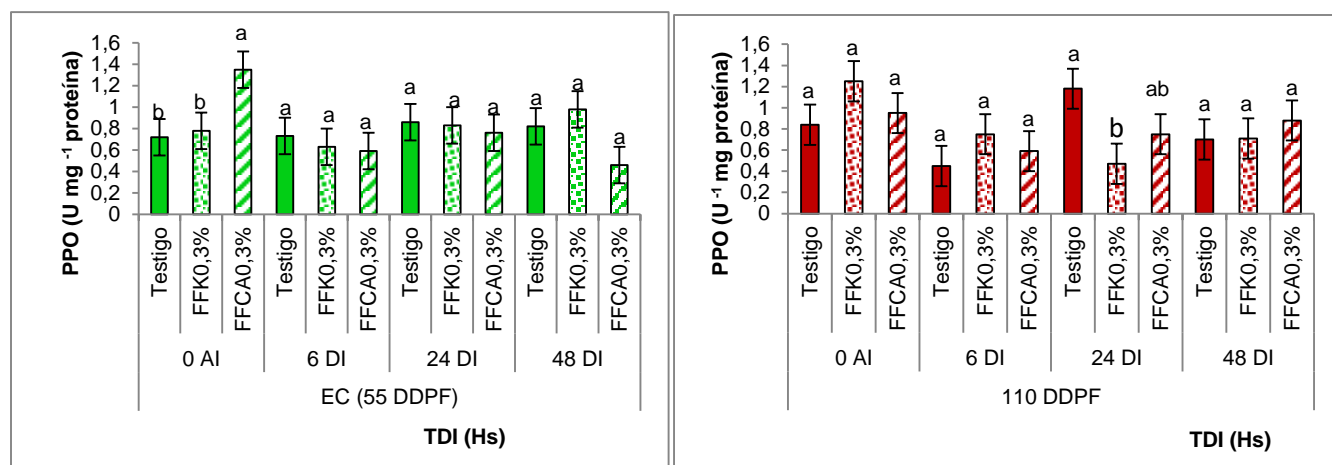 PPO (U mg -1 proteína)
1,6
1,4
1,2
1
0,8
0,6
0,4
0,2
0
b b a a a a a a a a a a
Testigo FFK0,3% FFCA0,3% Testigo FFK0,3% FFCA0,3% Testigo FFK0,3% FFCA0,3% Testigo FFK0,3% FFCA0,3%
0 AI 6 DI 24 DI 48 DI
EC (55 DDPF)
TDI (Hs)
PPO (U -1 mg proteína)
1,6
1,4
1,2
1
0,8
0,6
0,4
0,2
0
a a a a a a a b ab a a a
Testigo FFK0,3% FFCA0,3% Testigo FFK0,3% FFCA0,3% Testigo FFK0,3% FFCA0,3% Testigo FFK0,3% FFCA0,3%
0 AI 6 DI 24 DI 48 DI
110 DDPF
TDI (Hs)